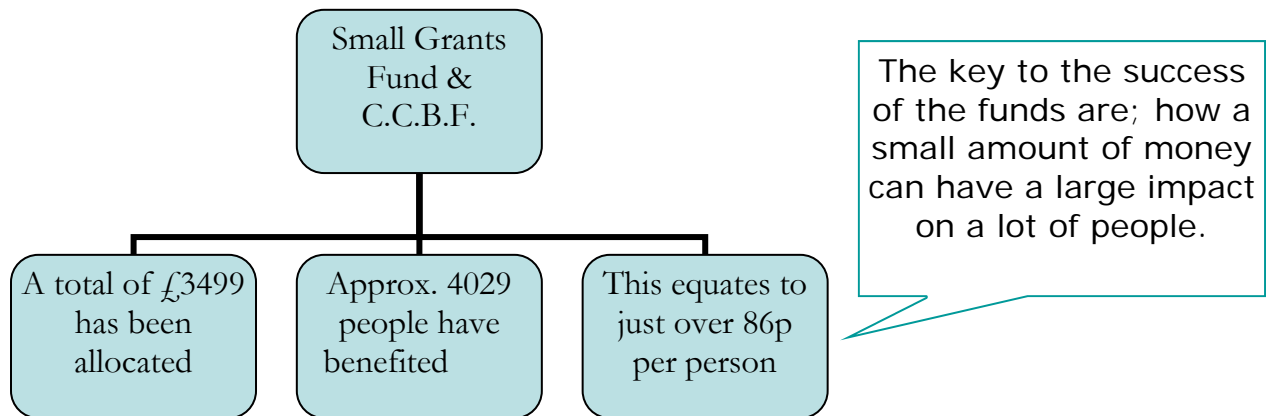 Small Grants
Fund &
C.C.B.F.
The key to the success
of the funds are; how a
small amount of money
can have a large impact
on a lot of people.
A total of £3499
has been
allocated
Approx. 4029
people have
benefited
This equates to
just over 86p
per person